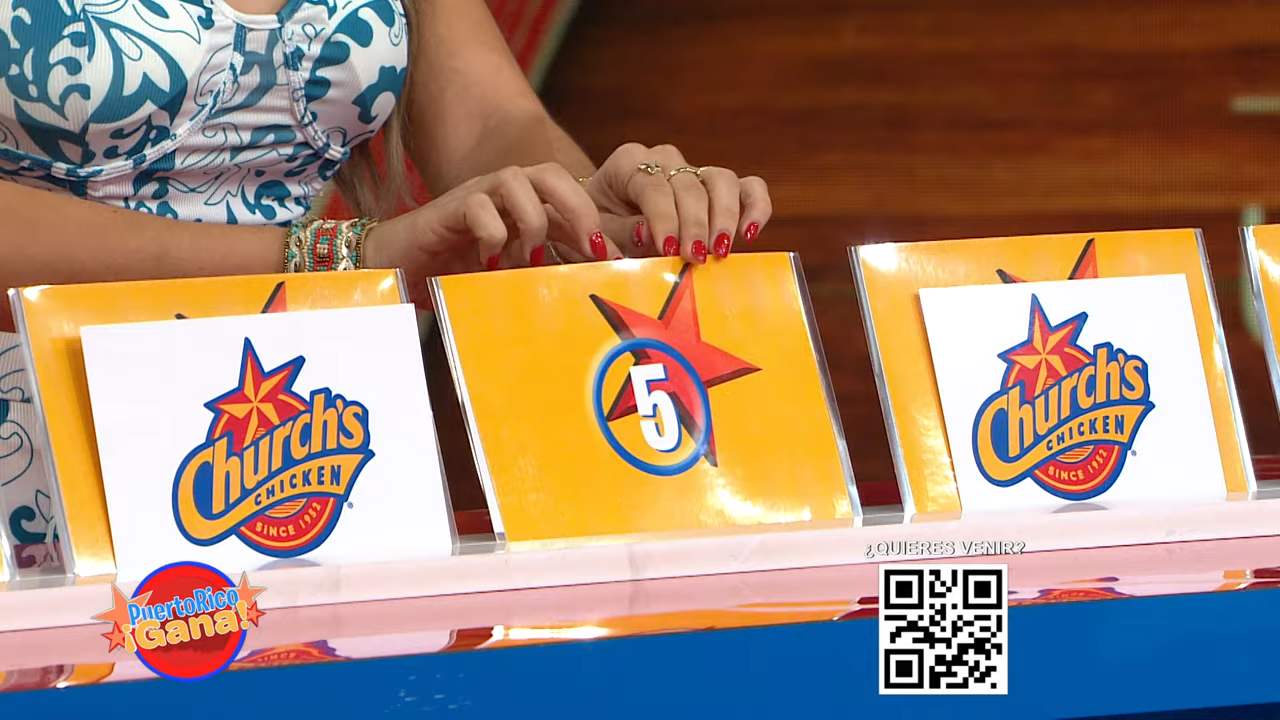 Church's
CHICKEN
SINCE 1952
5
Church's
CHICKEN
SINCE 1952
¿QUIERES VENIR?
PuertoRico
¡Gana!